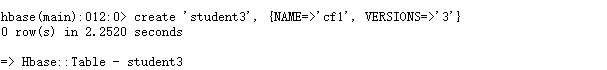 hbase(main):012:0> create 'student3', {NAME=>'cf1', VERSIONS=>'3'}
0 row(s) in 2.2520 seconds
=> Hbase::Table - student3